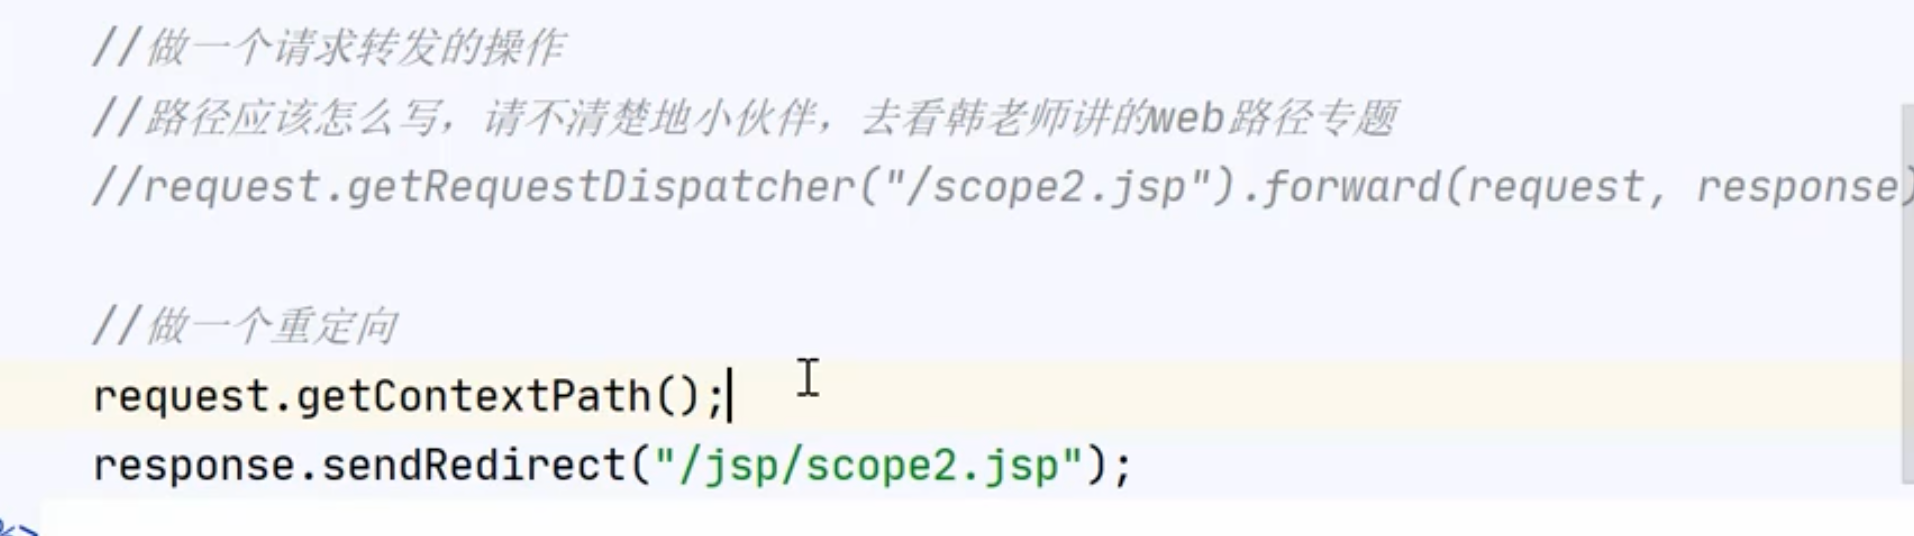 //做一个请求转发的操作
//路径应该怎么写，请不清楚地小伙伴，去看韩老师讲的web路径专题
//request.getRequestDispatcher("/scope2.jsp").forward(request, response)
//做一个重定向
request.getContextPath();
response.sendRedirect("/jsp/scope2.jsp");
%>